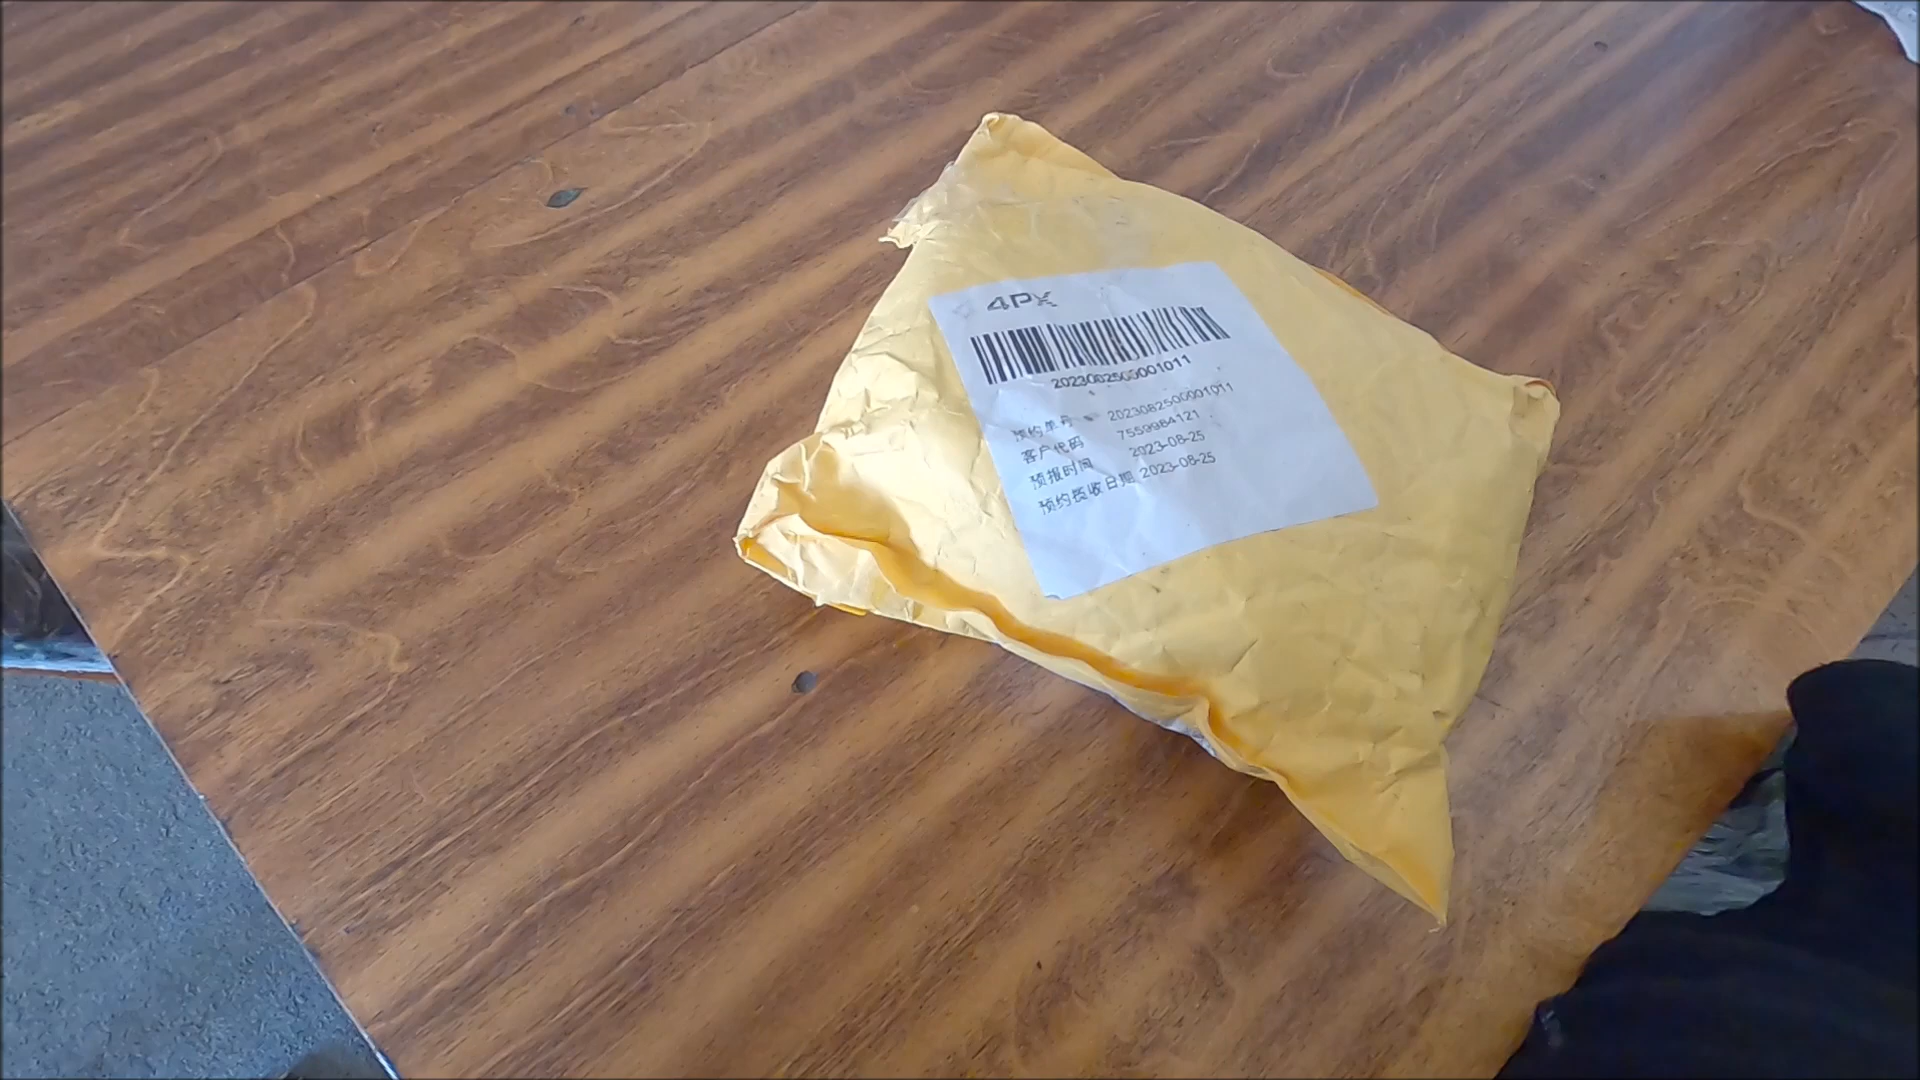 4PX
2023082500001011
预约单号 2023082500001011
客户代码 7559984121
预报时间 2023-08-25
预约签收日期 2023-08-25